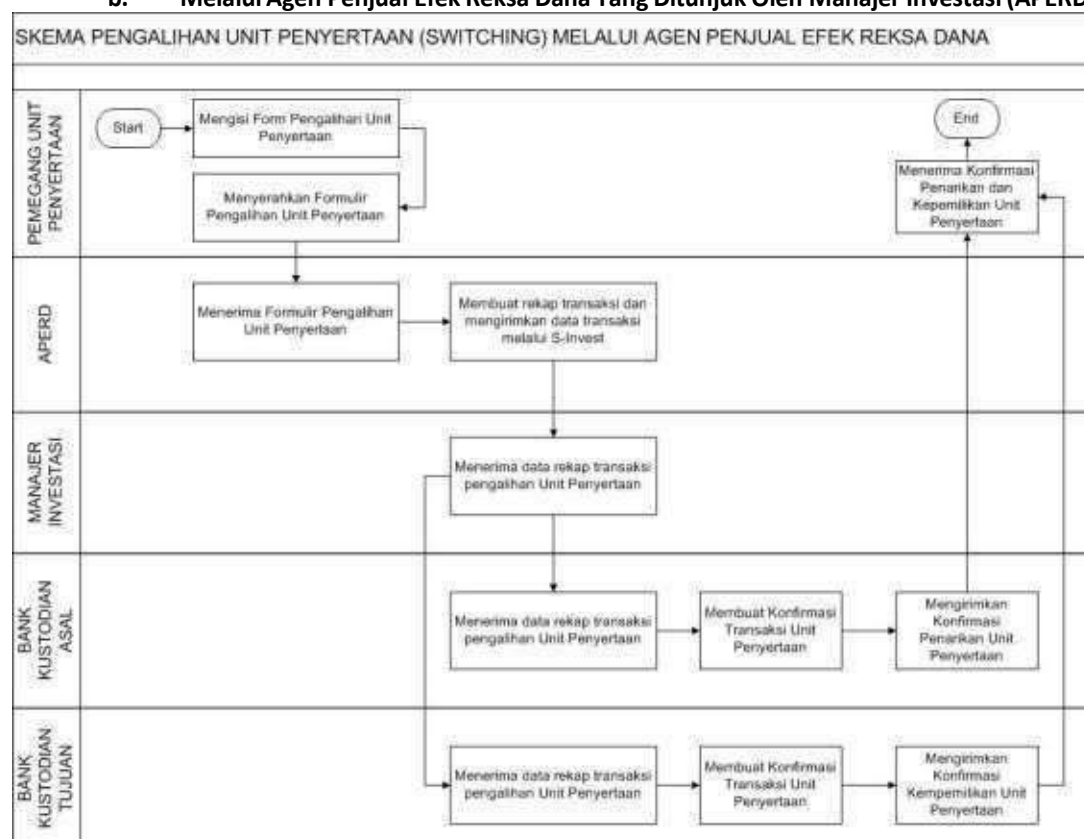 b. Melalui Agen Penjual Efek Reksa Dana Yang Ditunjuk Oleh Manajer Investasi (APERD
SKEMA PENGALIHAN UNIT PENYERTAAN (SWITCHING) MELALUI AGEN PENJUAL EFEK REKSA DANA
PEMEGANG UNIT
PENYERTAAN
Start
Mengisi Form Pengalihan Unit
Penyertaan
Menyerahkan Formulir
Pengalihan Unit Penyertaan
End
Menerima Konfirmasi
Penarikan dan
Kepemilikan Unit
Penyertaan
APERD
Menerima Formulir Pengalihan
Unit Penyertaan
Membuat rekap transaksi dan
mengirimkan data transaksi
melalui S-Invest
MANAJER
INVESTASI
Menerima data rekap transaksi
pengalihan Unit Penyertaan
BANK
KUSTODIAN
ASAL
Menerima data rekap transaksi
pengalihan Unit Penyertaan
Membuat Konfirmasi
Transaksi Unit
Penyertaan
Mengirimkan
Konfirmasi
Penarikan Unit
Penyertaan
BANK
KUSTODIAN
TUJUAN
Menerima data rekap transaksi
pengalihan Unit Penyertaan
Membuat Konfirmasi
Transaksi Unit
Penyertaan
Mengirimkan
Konfirmasi
Kempemilikan Unit
Penyertaan